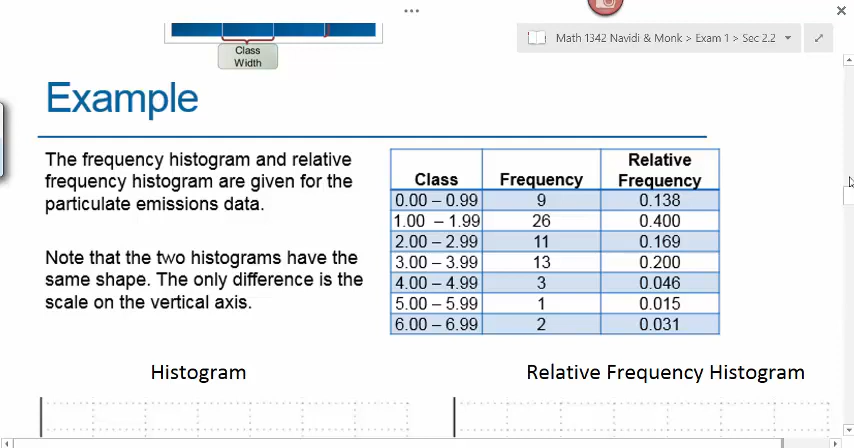 Class
Width
Math 1342 Navidi & Monk > Exam 1 > Sec 2.2
Example
The frequency histogram and relative
frequency histogram are given for the
particulate emissions data.
Note that the two histograms have the
same shape. The only difference is the
scale on the vertical axis.
Class Frequency Relative Frequency
0.00 – 0.99 9 0.138
1.00 – 1.99 26 0.400
2.00 – 2.99 11 0.169
3.00 – 3.99 13 0.200
4.00 – 4.99 3 0.046
5.00 – 5.99 1 0.015
6.00 – 6.99 2 0.031
Histogram
Relative Frequency Histogram